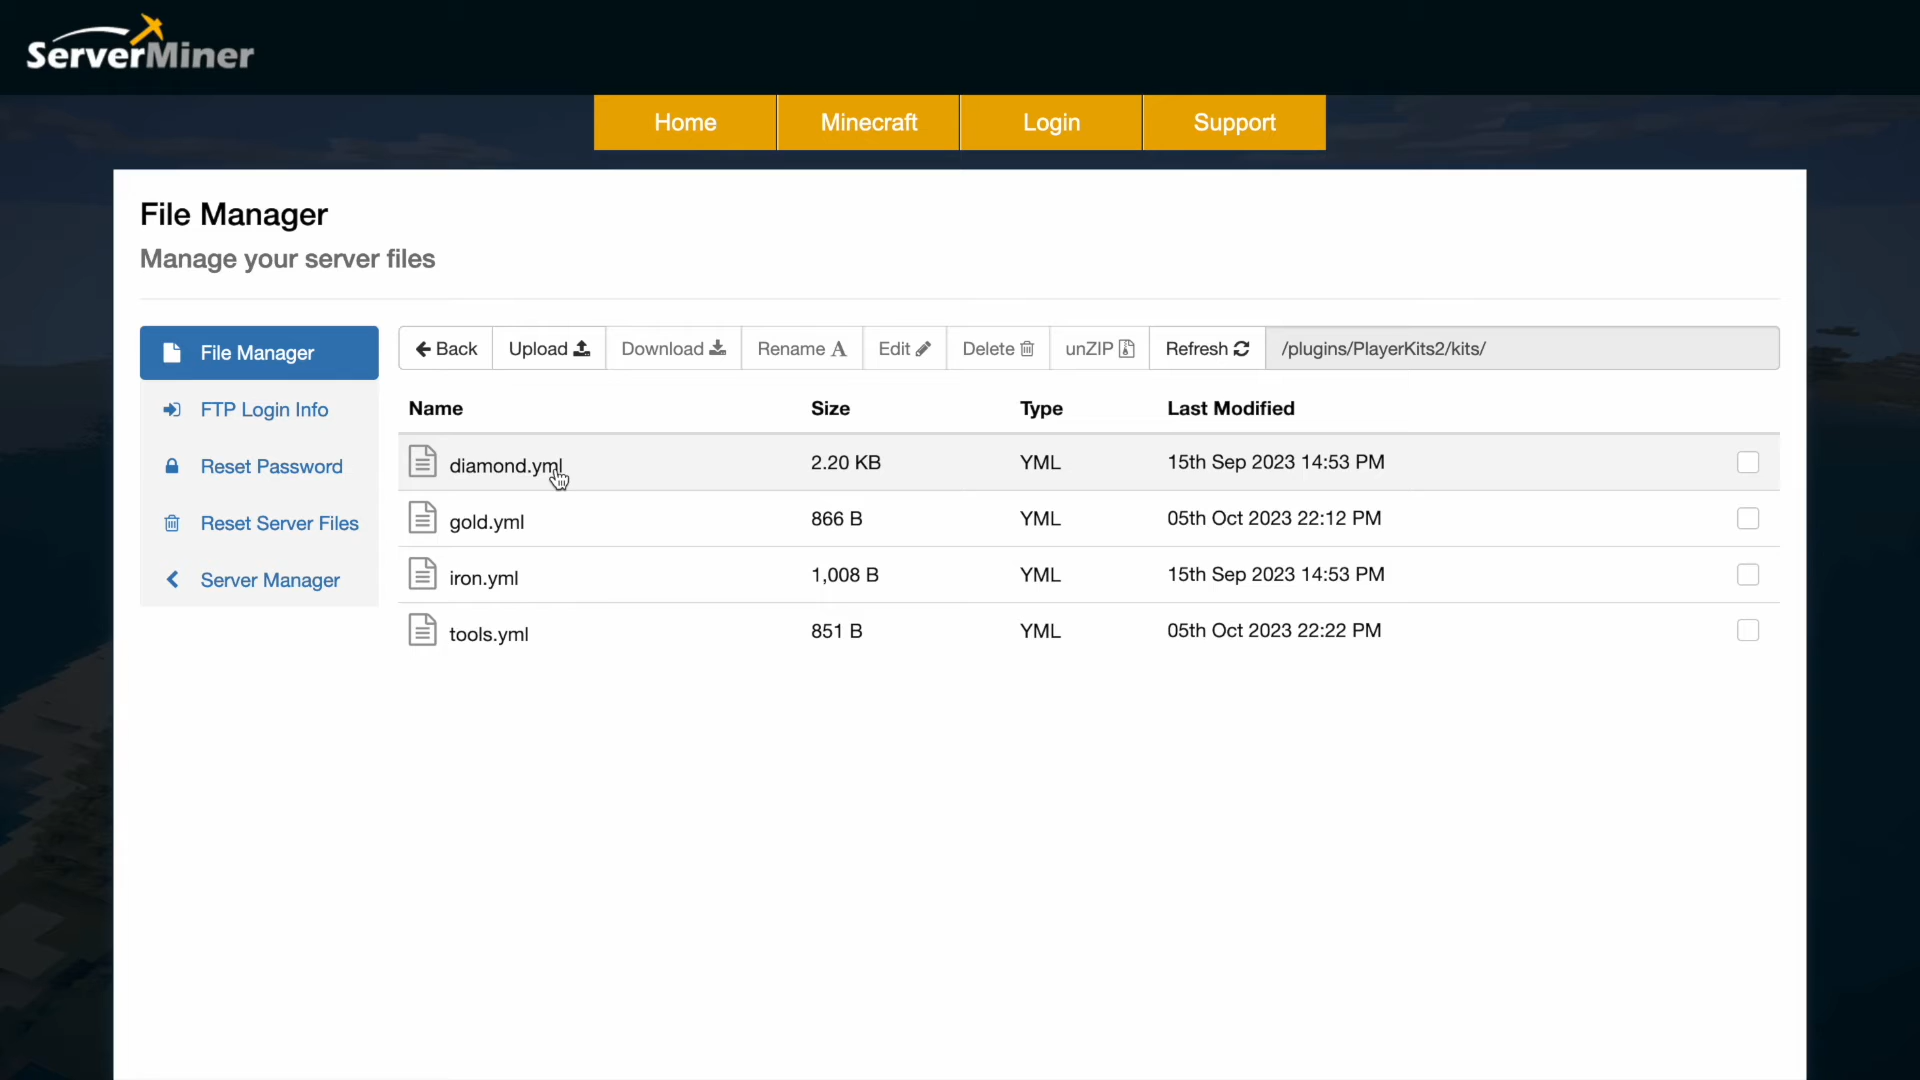 ServerMiner
Home Minecraft Login Support
File Manager
Manage your server files
File Manager
FTP Login Info
Reset Password
Reset Server Files
Server Manager
Back Upload Download Rename Edit Delete unZIP Refresh /plugins/PlayerKits2/kits/
Name Size Type Last Modified
diamond.yml 2.20 KB YML 15th Sep 2023 14:53 PM
gold.yml 866 B YML 05th Oct 2023 22:12 PM
iron.yml 1,008 B YML 15th Sep 2023 14:53 PM
tools.yml 851 B YML 05th Oct 2023 22:22 PM